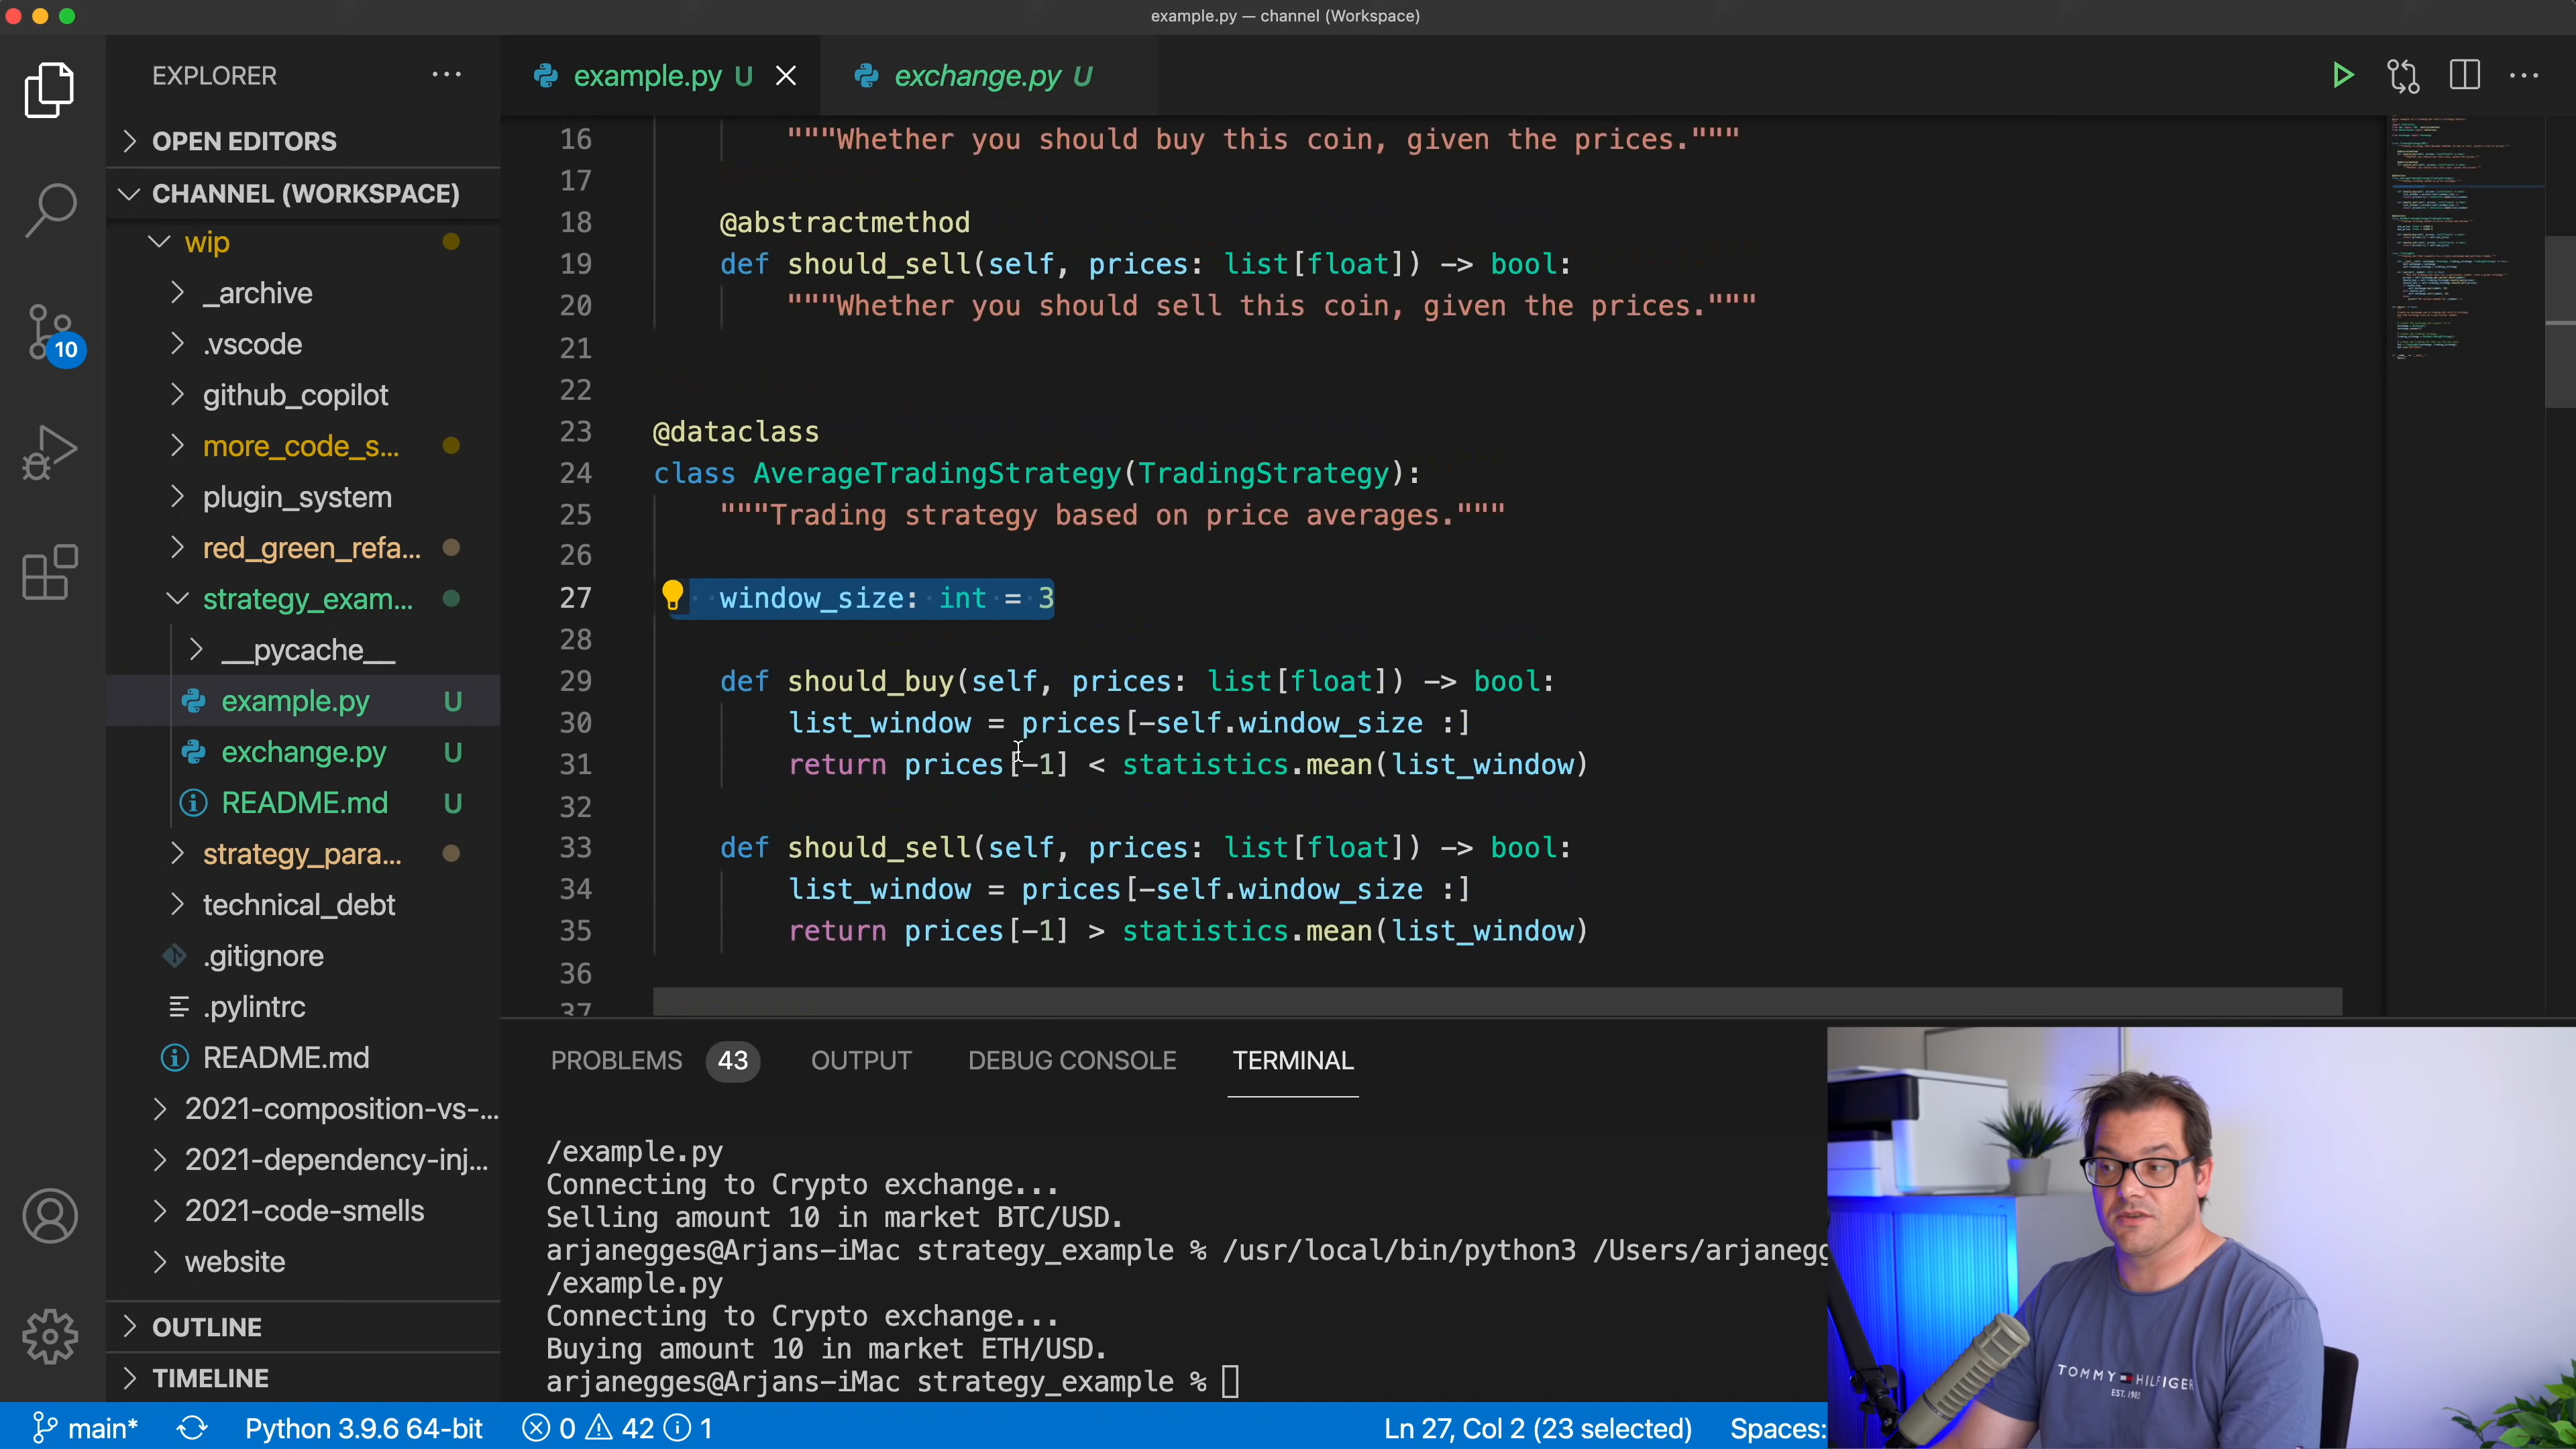 example.py — channel (Workspace)
EXPLORER
example.py U
exchange.py U
OPEN EDITORS
CHANNEL (WORKSPACE)
wip
_archive
.vscode
github_copilot
more_code_s...
plugin_system
red_green_refa...
strategy_exam...
__pycache__
example.py U
exchange.py U
README.md U
strategy_para...
technical_debt
.gitignore
.pylintrc
README.md
2021-composition-vs-...
2021-dependency-inj...
2021-code-smells
website
OUTLINE
TIMELINE
10
16 """Whether you should buy this coin, given the prices."""
17
18 @abstractmethod
19 def should_sell(self, prices: list[float]) -> bool:
20 """Whether you should sell this coin, given the prices."""
21
22
23 @dataclass
24 class AverageTradingStrategy(TradingStrategy):
25 """Trading strategy based on price averages."""
26
27 window_size: int = 3
28
29 def should_buy(self, prices: list[float]) -> bool:
30 list_window = prices[-self.window_size :]
31 return prices[-1] < statistics.mean(list_window)
32
33 def should_sell(self, prices: list[float]) -> bool:
34 list_window = prices[-self.window_size :]
35 return prices[-1] > statistics.mean(list_window)
36
37
PROBLEMS 43 OUTPUT DEBUG CONSOLE TERMINAL
/example.py
Connecting to Crypto exchange...
Selling amount 10 in market BTC/USD.
arjanegges@Arjans-iMac strategy_example % /usr/local/bin/python3 /Users/arjanegg
/example.py
Connecting to Crypto exchange...
Buying amount 10 in market ETH/USD.
arjanegges@Arjans-iMac strategy_example %
TOMMY HILFIGER
EST. 1985
main* Python 3.9.6 64-bit 0 42 1 Ln 27, Col 2 (23 selected) Spaces: